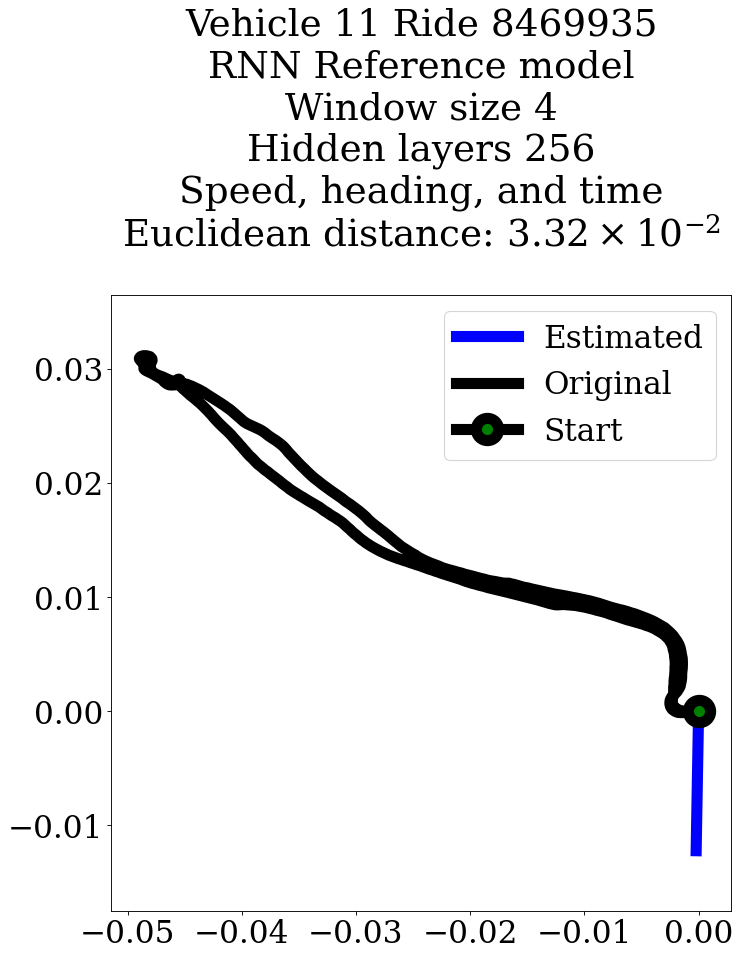 Vehicle 11 Ride 8469935
RNN Reference model
Window size 4
Hidden layers 256
Speed, heading, and time
Euclidean distance: 3.32 × 10⁻²
Estimated
Original
Start
0.03
0.02
0.01
0.00
−0.01
−0.05 −0.04 −0.03 −0.02 −0.01 0.00